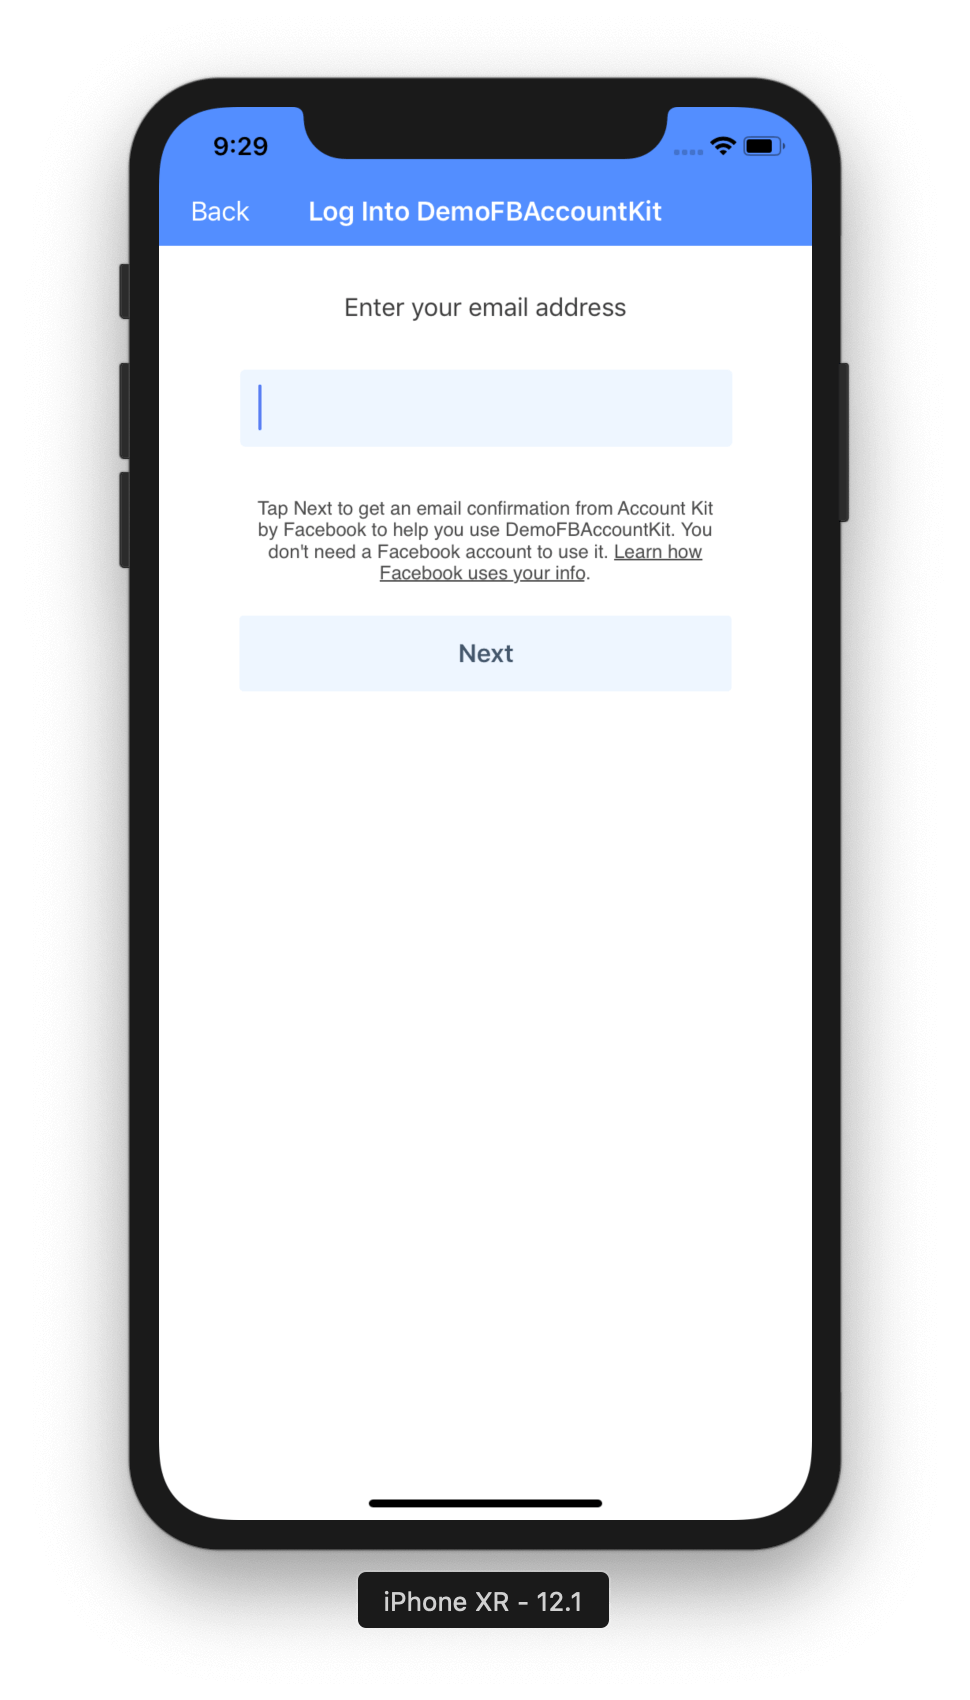 9:29
Back Log Into DemoFBAccountKit
Enter your email address
Tap Next to get an email confirmation from Account Kit
by Facebook to help you use DemoFBAccountKit. You
don't need a Facebook account to use it. Learn how
Facebook uses your info.
Next
iPhone XR - 12.1